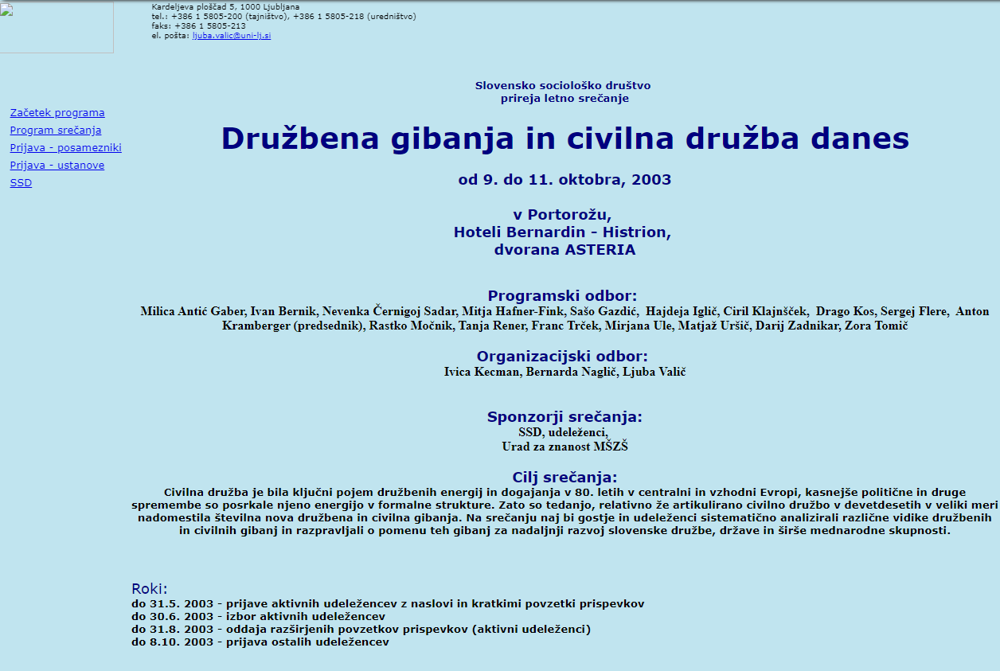 Kardeljeva ploščad 5, 1000 Ljubljana
tel.: +386 1 5805-200 (tajništvo), +386 1 5805-218 (uredništvo)
faks: +386 1 5805-213
el. pošta: ljuba.valic@uni-lj.si
Začetek programa
Program srečanja
Prijava - posamezniki
Prijava - ustanove
SSD
Slovensko sociološko društvo
prireja letno srečanje
Družbena gibanja in civilna družba danes
od 9. do 11. oktobra, 2003
v Portorožu,
Hoteli Bernardin - Histrion,
dvorana ASTERIA
Programski odbor:
Milica Antić Gaber, Ivan Bernik, Nevenka Černigoj Sadar, Mitja Hafner-Fink, Sašo Gazdić,  Hajdeja Iglič, Ciril Klajnšček,  Drago Kos, Sergej Flere,  Anton
Kramberger (predsednik), Rastko Močnik, Tanja Rener, Franc Trček, Mirjana Ule, Matjaž Uršič, Darij Zadnikar, Zora Tomič
Organizacijski odbor:
Ivica Kecman, Bernarda Naglič, Ljuba Valič
Sponzorji srečanja:
SSD, udeleženci,
Urad za znanost MŠZŠ
Cilj srečanja:
Civilna družba je bila ključni pojem družbenih energij in dogajanja v 80. letih v centralni in vzhodni Evropi, kasnejše politične in druge
spremembe so posrkale njeno energijo v formalne strukture. Zato so tedanjo, relativno že artikulirano civilno družbo v devetdesetih v veliki meri
nadomestila številna nova družbena in civilna gibanja. Na srečanju naj bi gostje in udeleženci sistematično analizirali različne vidike družbenih
in civilnih gibanj in razpravljali o pomenu teh gibanj za nadaljnji razvoj slovenske družbe, države in širše mednarodne skupnosti.
Roki:
do 31.5. 2003 - prijave aktivnih udeležencev z naslovi in kratkimi povzetki prispevkov
do 30.6. 2003 - izbor aktivnih udeležencev
do 31.8. 2003 - oddaja razširjenih povzetkov prispevkov (aktivni udeleženci)
do 8.10. 2003 - prijava ostalih udeležencev